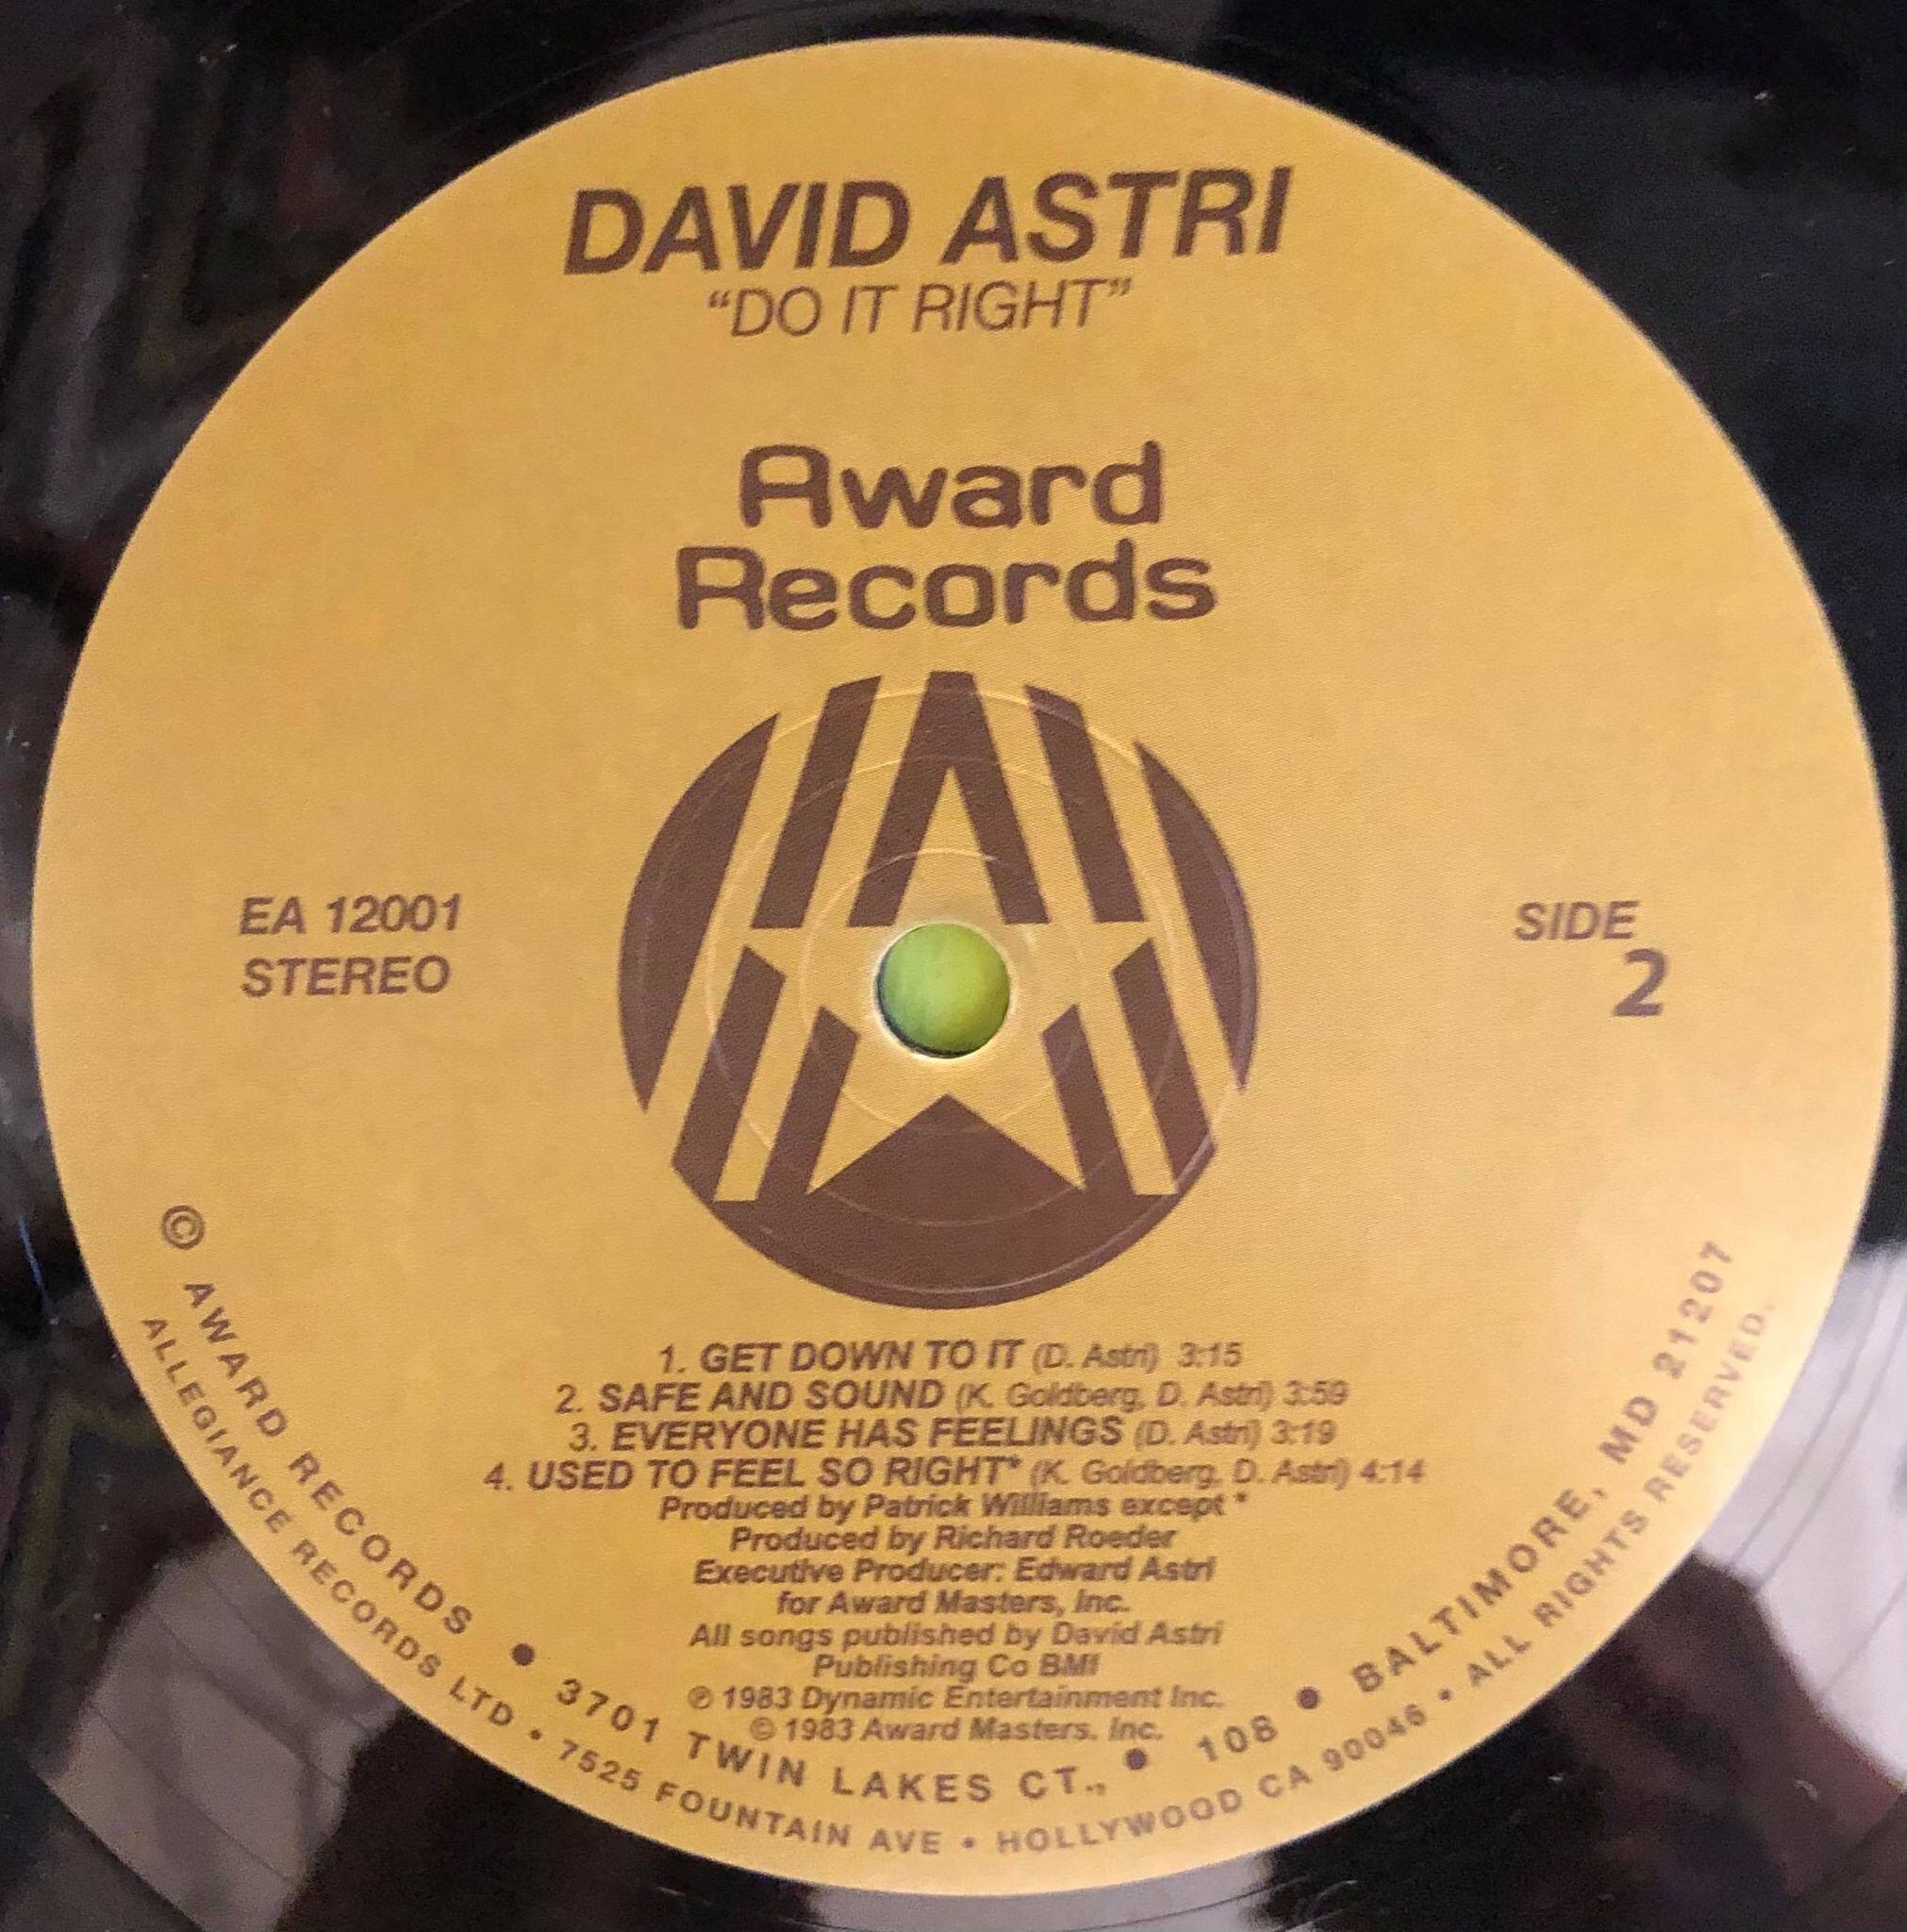 DAVID ASTRI
“DO IT RIGHT”
Award
Records
EA 12001
STEREO
SIDE
2
1. GET DOWN TO IT (D. Astri) 3:15
2. SAFE AND SOUND (K. Goldberg, D. Astri) 3:59
3. EVERYONE HAS FEELINGS (D. Astri) 3:19
4. USED TO FEEL SO RIGHT* (K. Goldberg, D. Astri) 4:14
Produced by Patrick Williams except *
Produced by Richard Roeder
Executive Producer: Edward Astri
for Award Masters, Inc.
All songs published by David Astri
Publishing Co BMI
℗ 1983 Dynamic Entertainment Inc.
© 1983 Award Masters. Inc.
© AWARD RECORDS • 3701 TWIN LAKES CT., • 108 • BALTIMORE, MD 21207
ALLEGIANCE RECORDS LTD • 7525 FOUNTAIN AVE • HOLLYWOOD CA 90046 • ALL RIGHTS RESERVED.